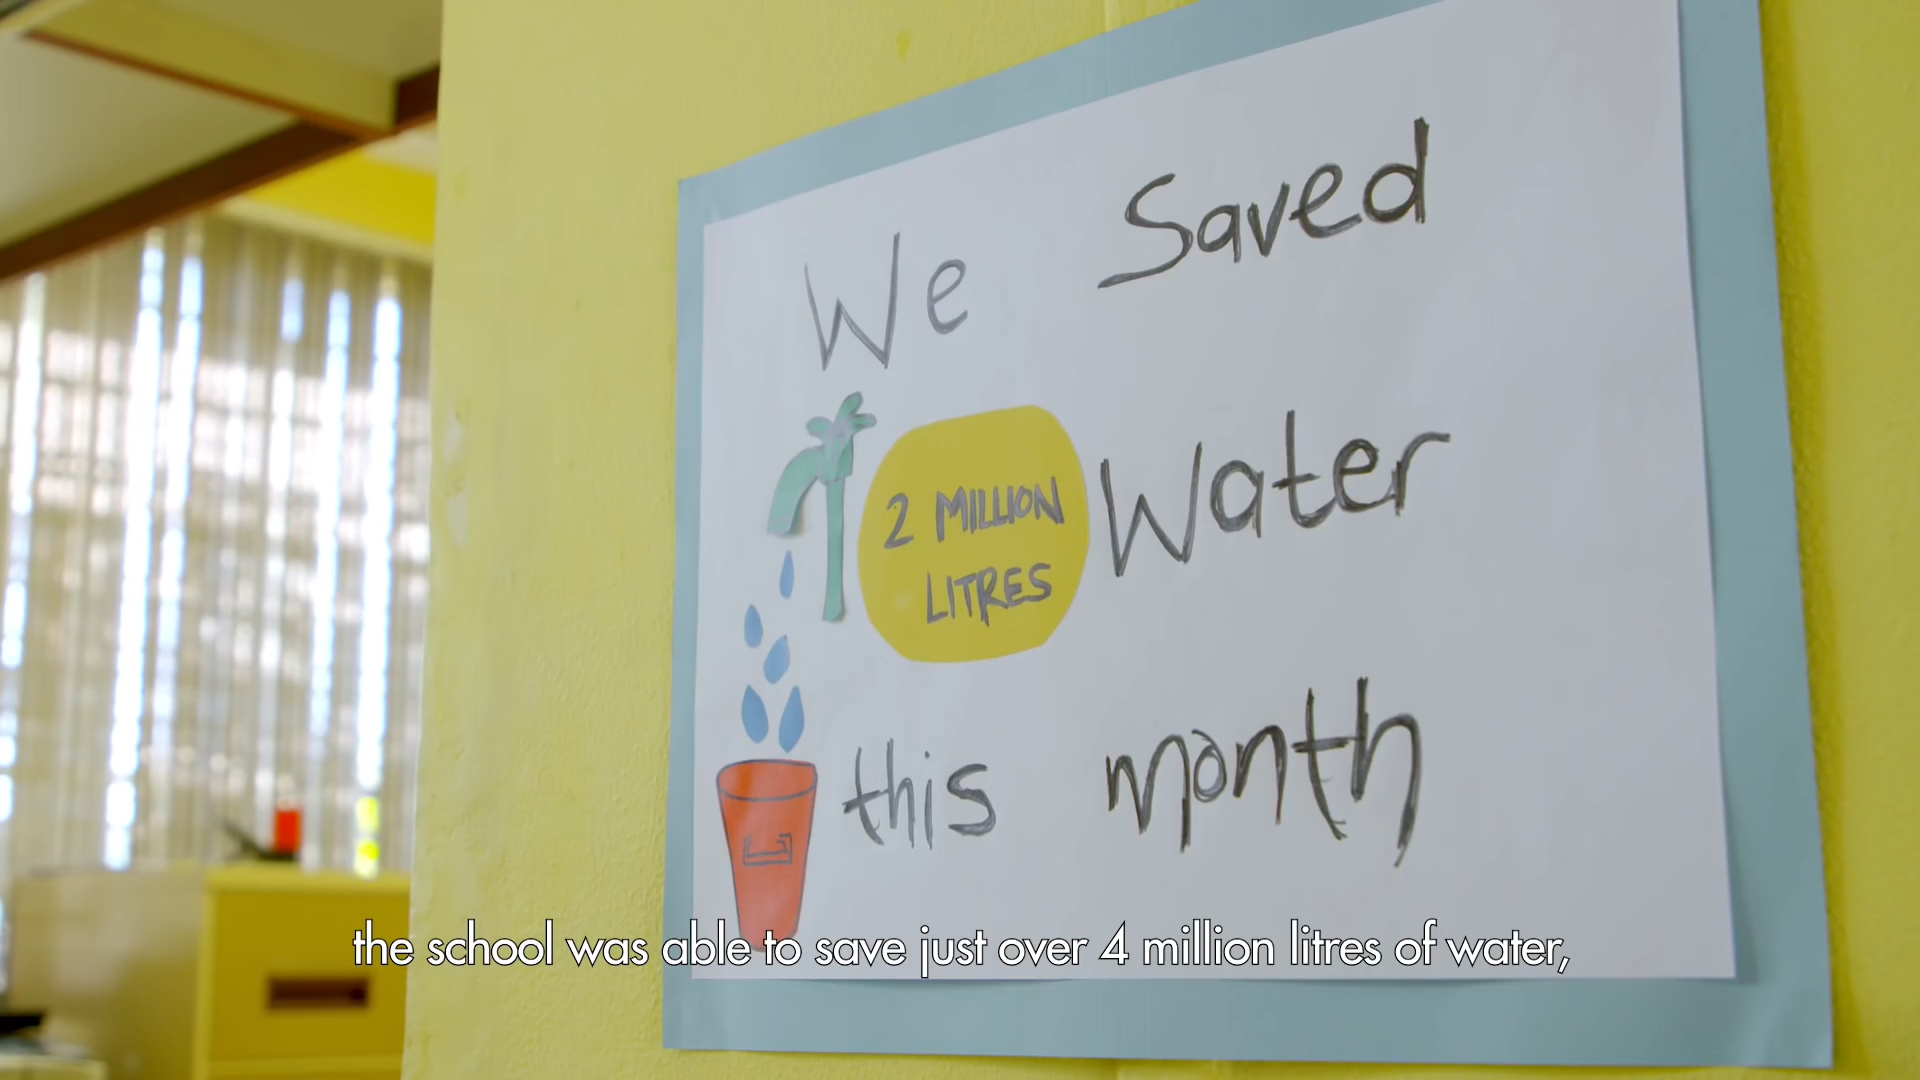 We Saved
2 MILLION
LITRES
Water
this month
the school was able to save just over 4 million litres of water,